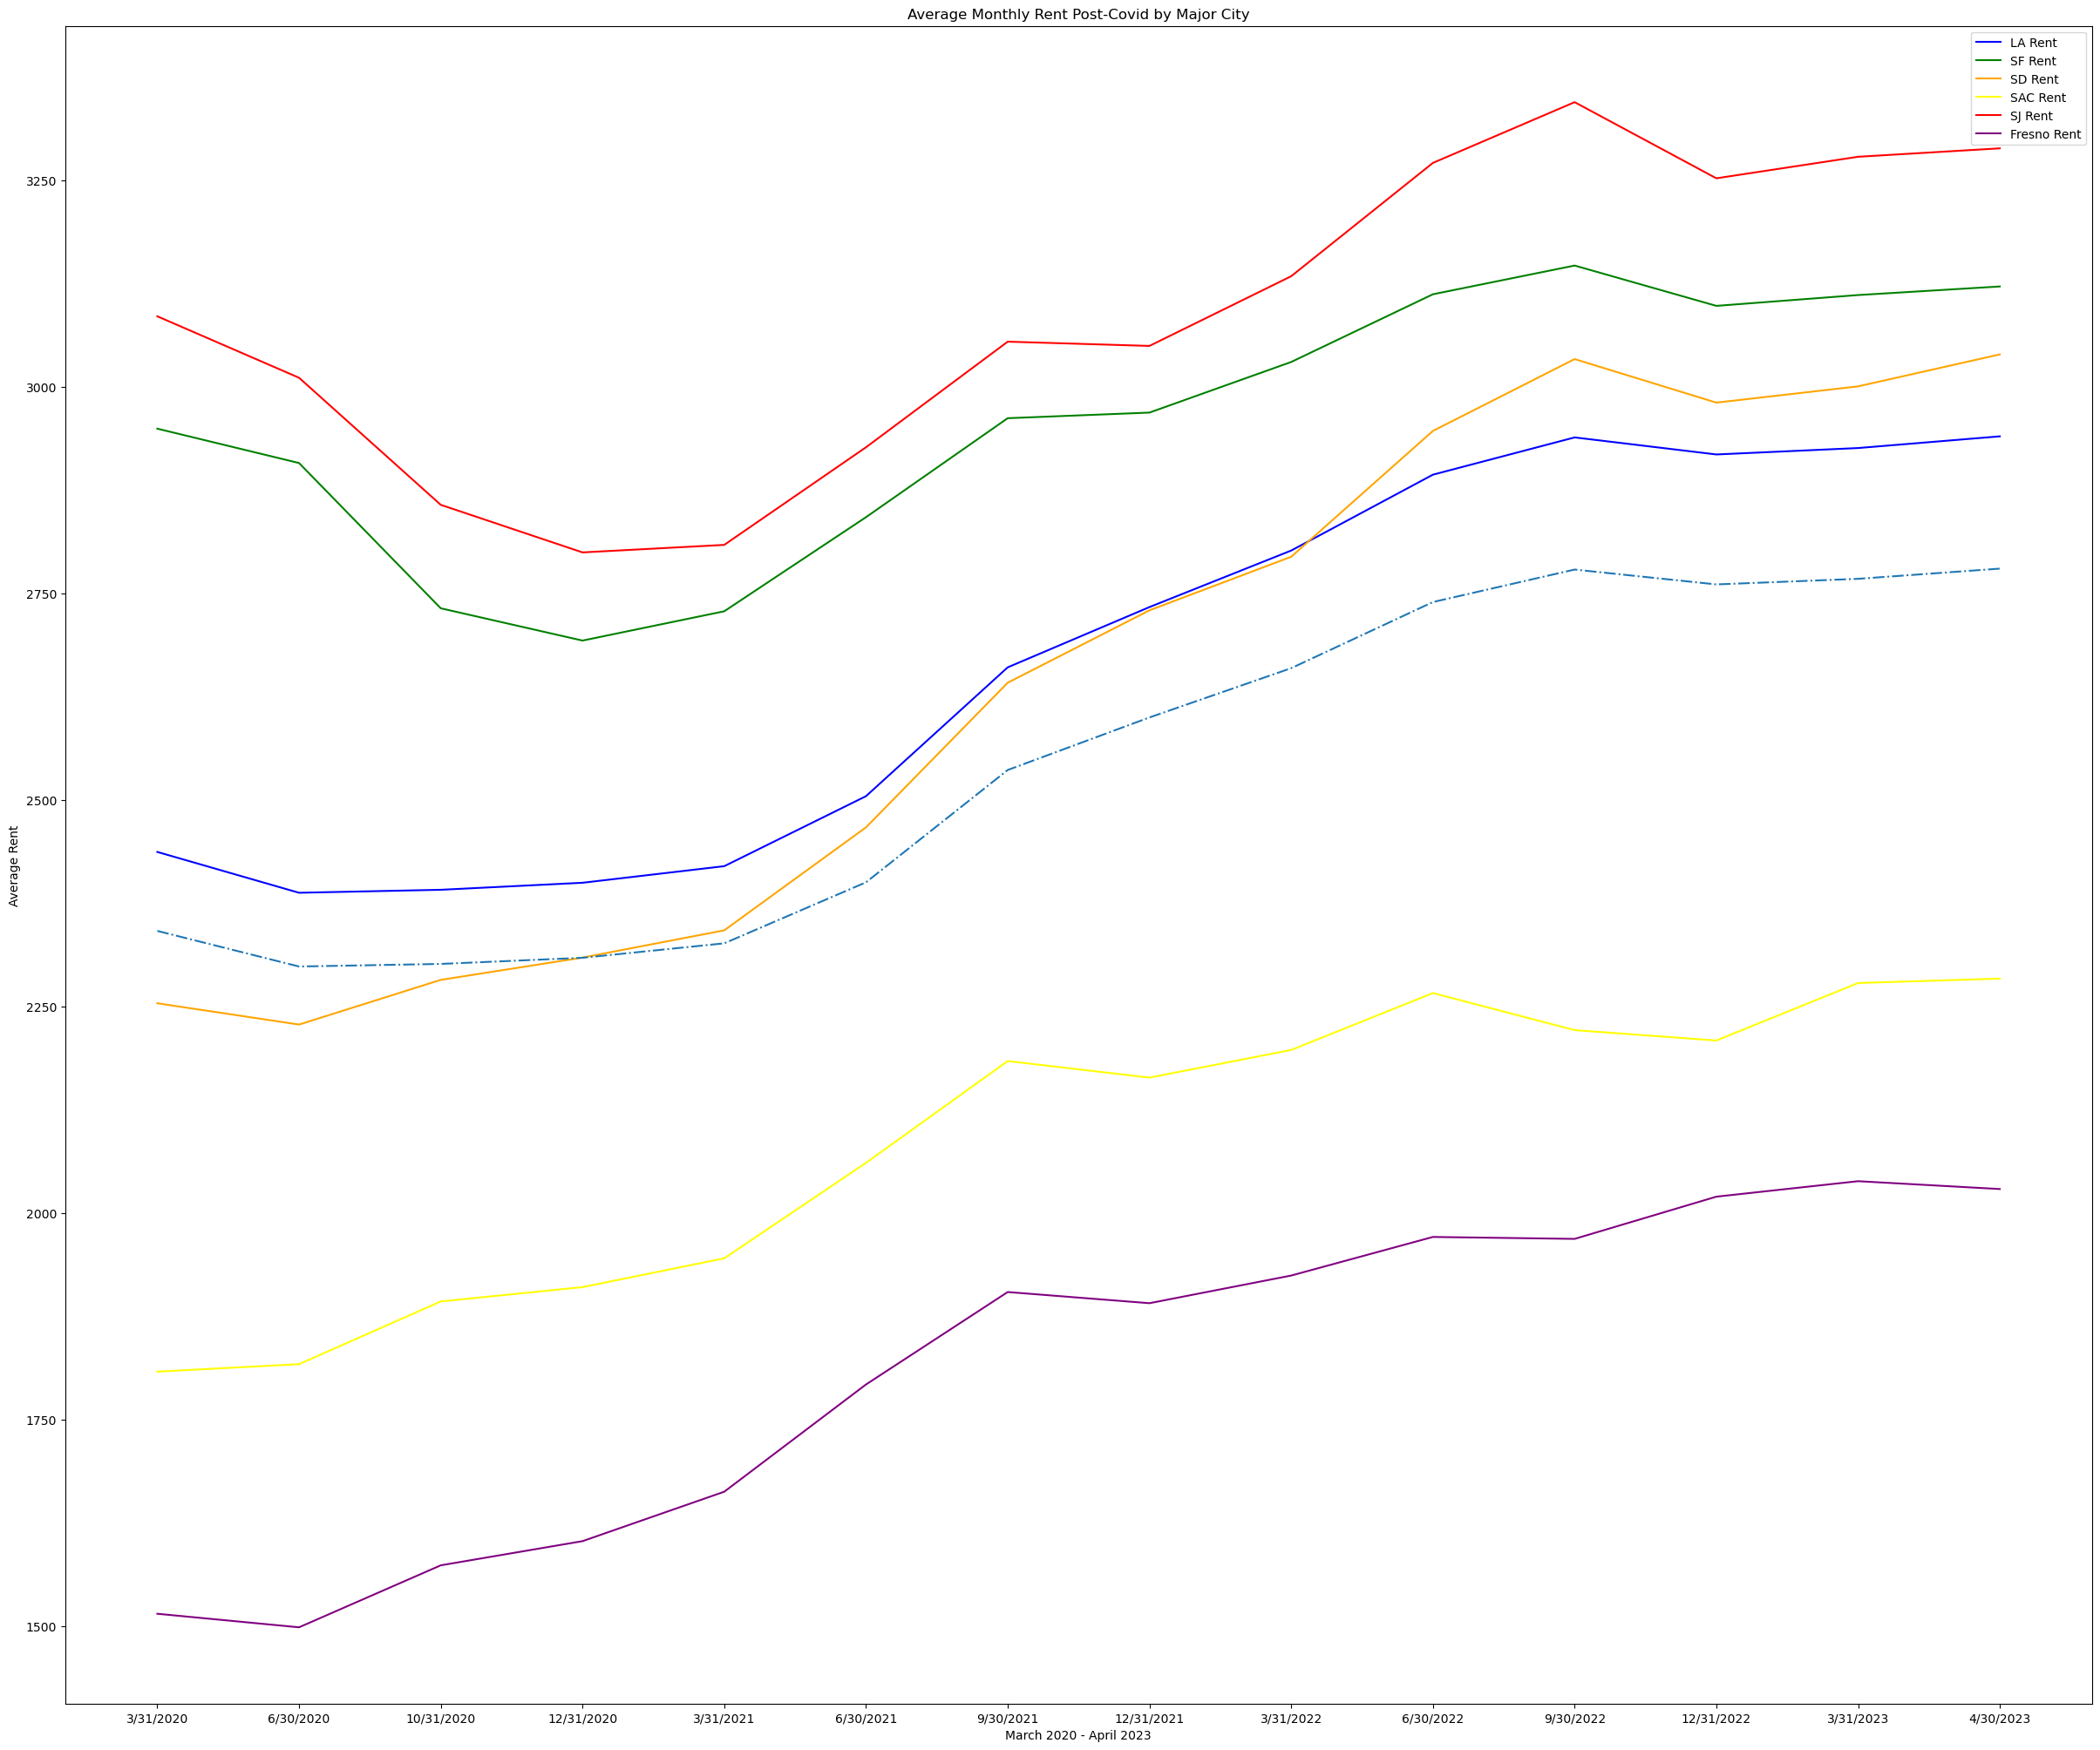 Average Monthly Rent Post-Covid by Major City
LA Rent
SF Rent
SD Rent
SAC Rent
SJ Rent
Fresno Rent
Average Rent
3250
3000
2750
2500
2250
2000
1750
1500
3/31/2020 6/30/2020 10/31/2020 12/31/2020 3/31/2021 6/30/2021 9/30/2021 12/31/2021 3/31/2022 6/30/2022 9/30/2022 12/31/2022 3/31/2023 4/30/2023
March 2020 - April 2023